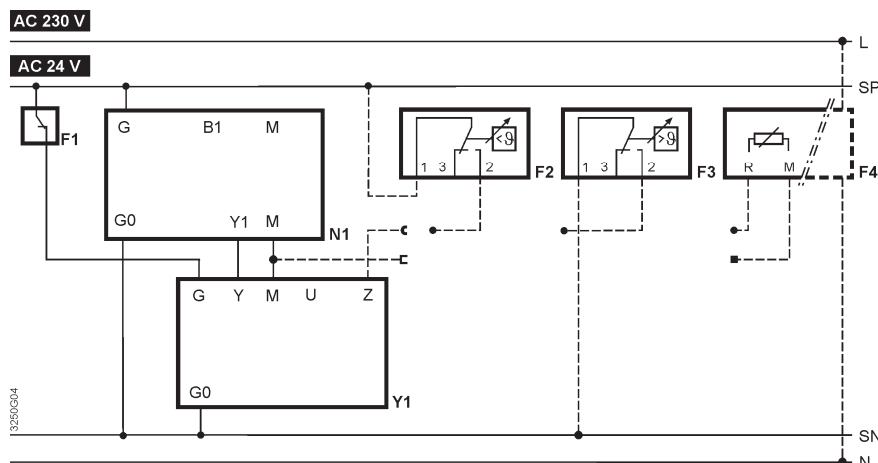 AC 230 V
L
AC 24 V
SP
F1
G B1 M
G0 Y1 M
N1
<ϑ
1 3 2
F2
>ϑ
1 3 2
F3
R M
F4
G Y M U Z
G0
Y1
3250G04
SN
N